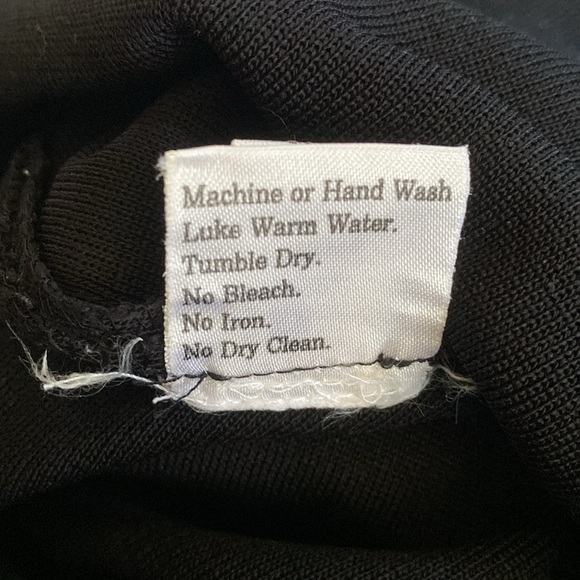 Machine or Hand Wash
Luke Warm Water.
Tumble Dry.
No Bleach.
No Iron.
No Dry Clean.